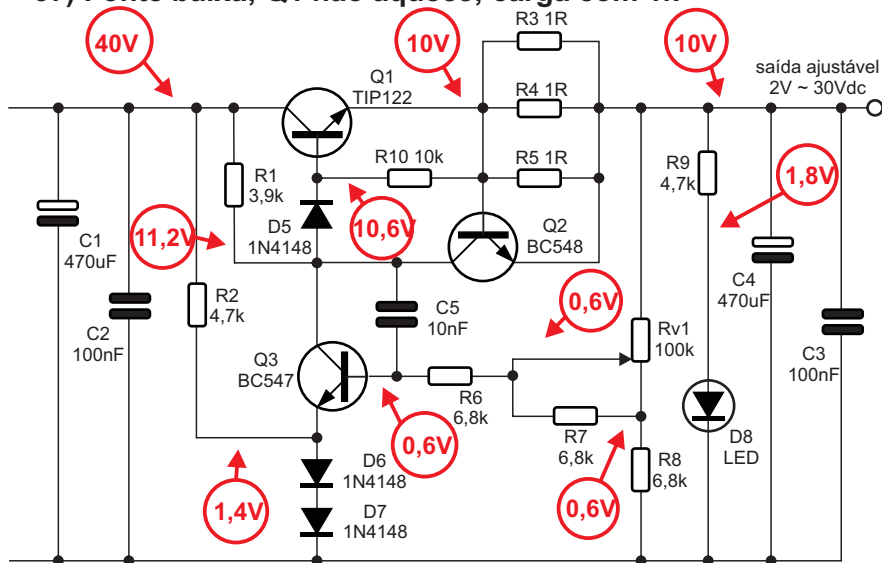 40V
10V
10V
R3 1R
Q1
TIP122
saída ajustável
2V ~ 30Vdc
R4 1R
R10 10k
R5 1R
R1
3,9k
R9
4,7k
1,8V
D5
1N4148
10,6V
11,2V
Q2
BC548
C1
470uF
C4
470uF
R2
4,7k
C5
10nF
0,6V
Rv1
100k
C2
100nF
C3
100nF
Q3
BC547
R6
6,8k
0,6V
R7
6,8k
D8
LED
R8
6,8k
D6
1N4148
1,4V
0,6V
D7
1N4148